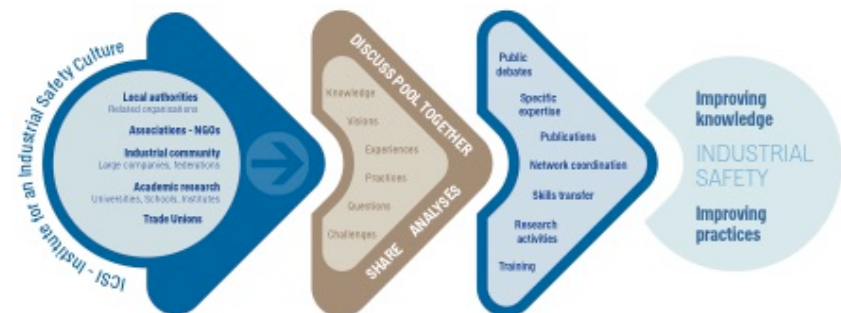 ICSI - Institute for an Industrial Safety Culture
Local authorities
Related organisations
Associations - NGOs
Industrial community
Large companies, federations
Academic research
Universities, Schools, Institutes
Trade Unions
DISCUSS POOL TOGETHER
SHARE ANALYSES
Knowledge
Visions
Experiences
Practices
Questions
Challenges
Public
debates
Specific
expertise
Publications
Network coordination
Skills transfer
Research
activities
Training
Improving
knowledge
INDUSTRIAL
SAFETY
Improving
practices